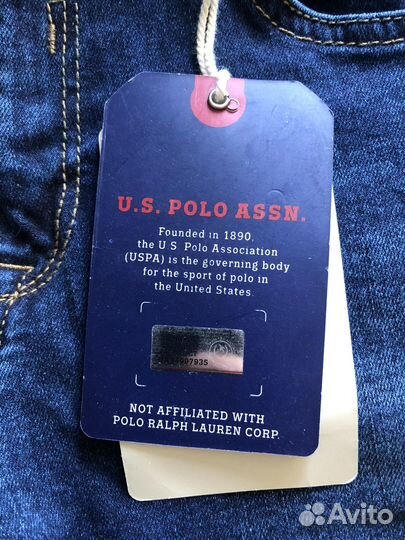 U.S. POLO ASSN.
Founded in 1890,
the U S Polo Association
(USPA) is the governing body
for the sport of polo in
the United States.
NOT AFFILIATED WITH
POLO RALPH LAUREN CORP.
Avito